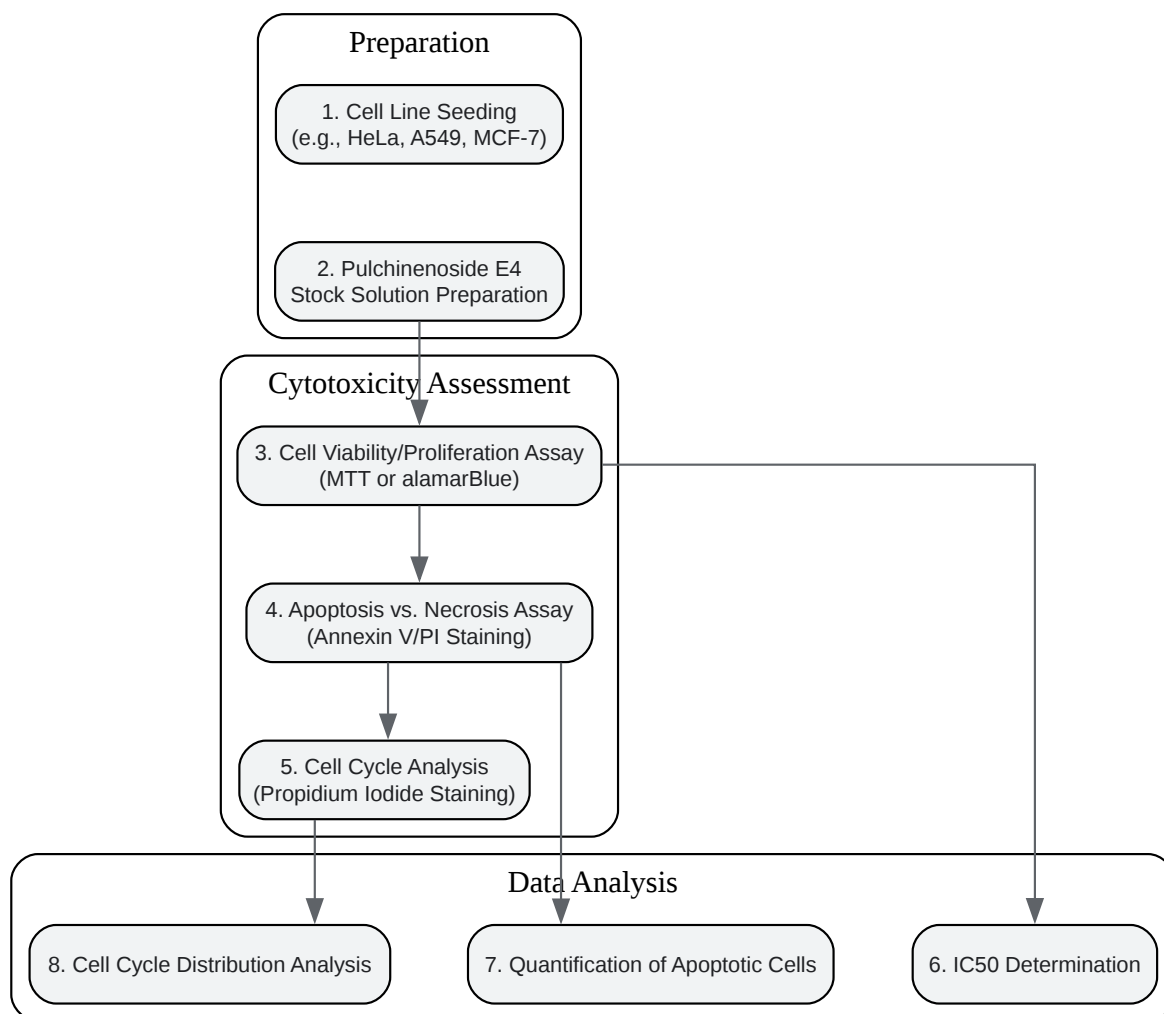 Preparation
1. Cell Line Seeding
(e.g., HeLa, A549, MCF-7)
2. Pulchinenoside E4
Stock Solution Preparation
Cytotoxicity Assessment
3. Cell Viability/Proliferation Assay
(MTT or alamarBlue)
4. Apoptosis vs. Necrosis Assay
(Annexin V/PI Staining)
5. Cell Cycle Analysis
(Propidium Iodide Staining)
Data Analysis
8. Cell Cycle Distribution Analysis
7. Quantification of Apoptotic Cells
6. IC50 Determination